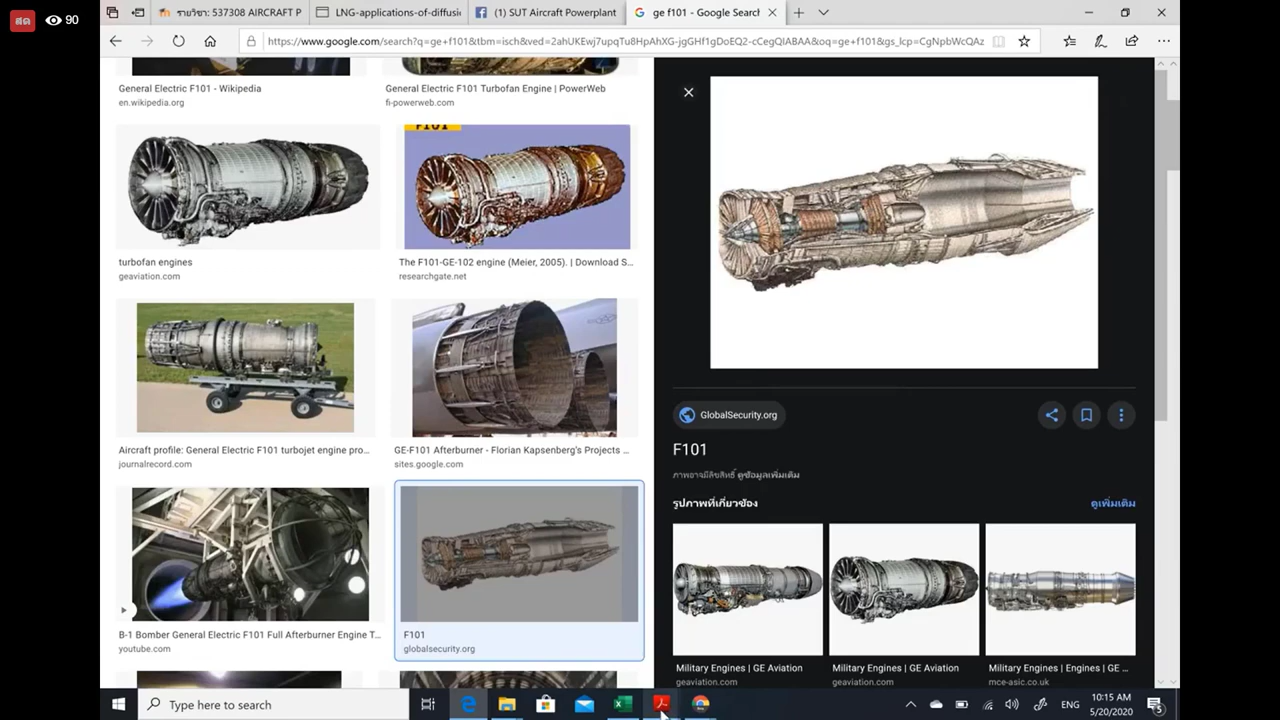 สด 90
รายวิชา: 537308 AIRCRAFT P
LNG-applications-of-diffusi
(1) SUT Aircraft Powerplant
ge f101 - Google Search
https://www.google.com/search?q=ge+f101&tbm=isch&ved=2ahUKEwj7upqTu8HpAhXG-jgGHf1gDoEQ2-cCegQIABAA&oq=ge+f101&gs_lcp=CgNpbWcQAz
General Electric F101 - Wikipedia
en.wikipedia.org
General Electric F101 Turbofan Engine | PowerWeb
fi-powerweb.com
F101
turbofan engines
geaviation.com
The F101-GE-102 engine (Meier, 2005). | Download S...
researchgate.net
Aircraft profile: General Electric F101 turbojet engine pro...
journalrecord.com
GE-F101 Afterburner - Florian Kapsenberg's Projects ...
sites.google.com
B-1 Bomber General Electric F101 Full Afterburner Engine T...
youtube.com
F101
globalsecurity.org
GlobalSecurity.org
F101
ภาพอาจมีลิขสิทธิ์ ดูข้อมูลเพิ่มเติม
รูปภาพที่เกี่ยวข้อง
ดูเพิ่มเติม
Military Engines | GE Aviation
geaviation.com
Military Engines | GE Aviation
geaviation.com
Military Engines | Engines | GE ...
mce-asic.co.uk
Type here to search
ENG
10:15 AM
5/20/2020
5